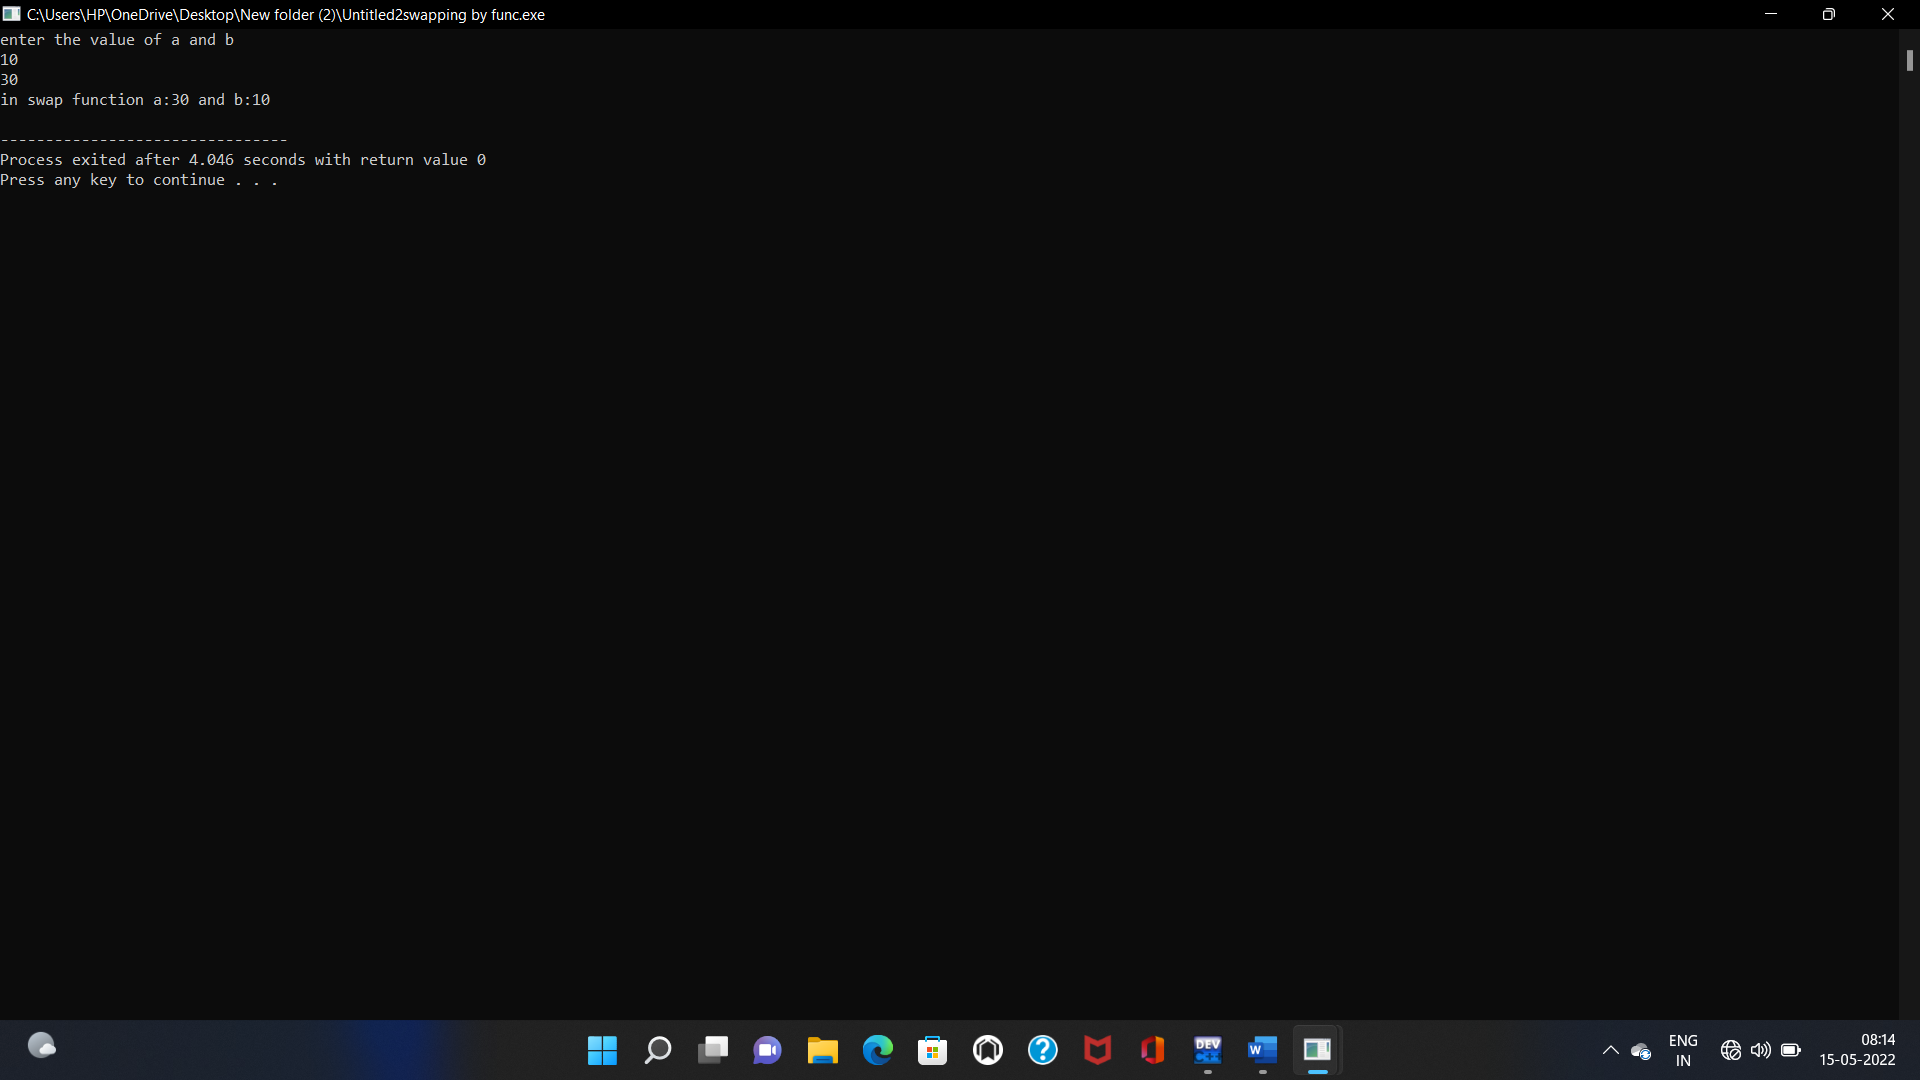 C:\Users\HP\OneDrive\Desktop\New folder (2)\Untitled2swapping by func.exe
enter the value of a and b
10
30
in swap function a:30 and b:10
--------------------------------
Process exited after 4.046 seconds with return value 0
Press any key to continue . . .
DEV
C++
W
ENG
IN
08:14
15-05-2022